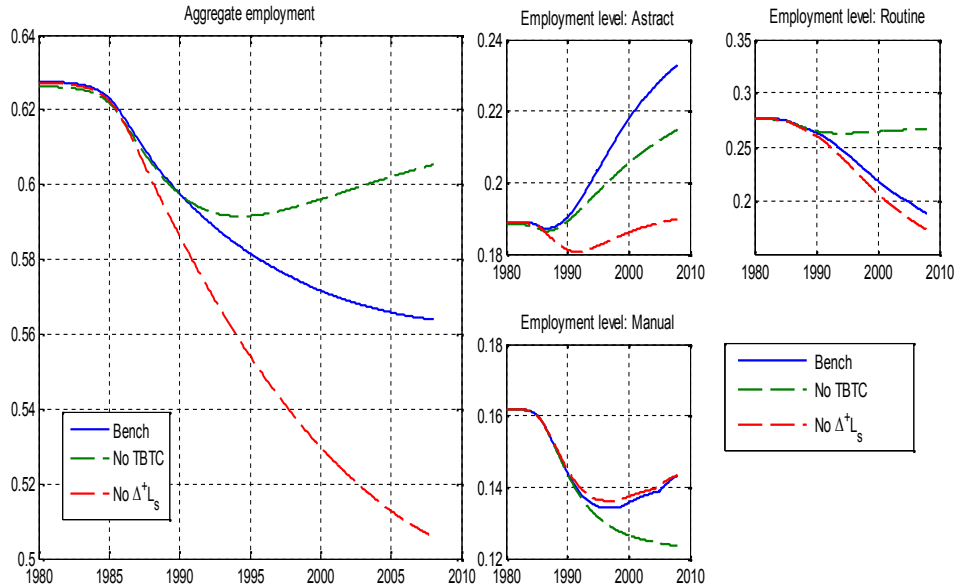 Aggregate employment
0.64
0.62
0.6
0.58
0.56
0.54
0.52
0.5
1980 1985 1990 1995 2000 2005 2010
Bench
No TBTC
No Δ⁺Lₛ
Employment level: Astract
0.24
0.22
0.2
0.18
1980 1990 2000 2010
Employment level: Routine
0.35
0.3
0.25
0.2
1980 1990 2000 2010
Employment level: Manual
0.18
0.16
0.14
0.12
1980 1990 2000 2010
Bench
No TBTC
No Δ⁺Lₛ